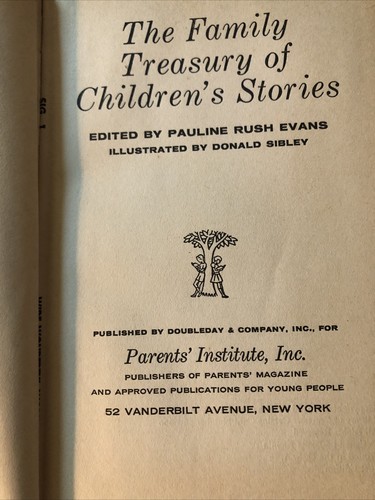 The Family
Treasury of
Children's Stories
EDITED BY PAULINE RUSH EVANS
ILLUSTRATED BY DONALD SIBLEY
PUBLISHED BY DOUBLEDAY & COMPANY, INC., FOR
Parents' Institute, Inc.
PUBLISHERS OF PARENTS' MAGAZINE
AND APPROVED PUBLICATIONS FOR YOUNG PEOPLE
52 VANDERBILT AVENUE, NEW YORK